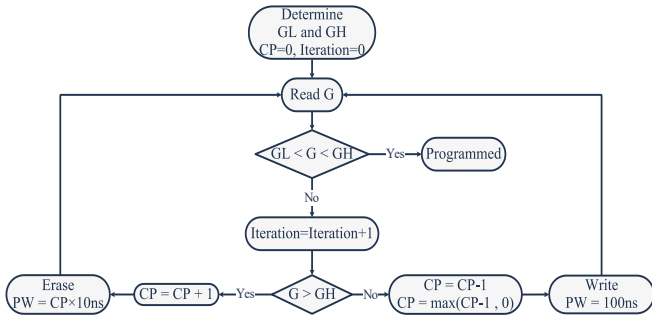 Determine
GL and GH
CP=0, Iteration=0
Read G
GL < G < GH
Yes
Programmed
No
Iteration=Iteration+1
Erase
PW = CP×10ns
CP = CP + 1
Yes
G > GH
No
CP = CP-1
CP = max(CP-1 , 0)
Write
PW = 100ns